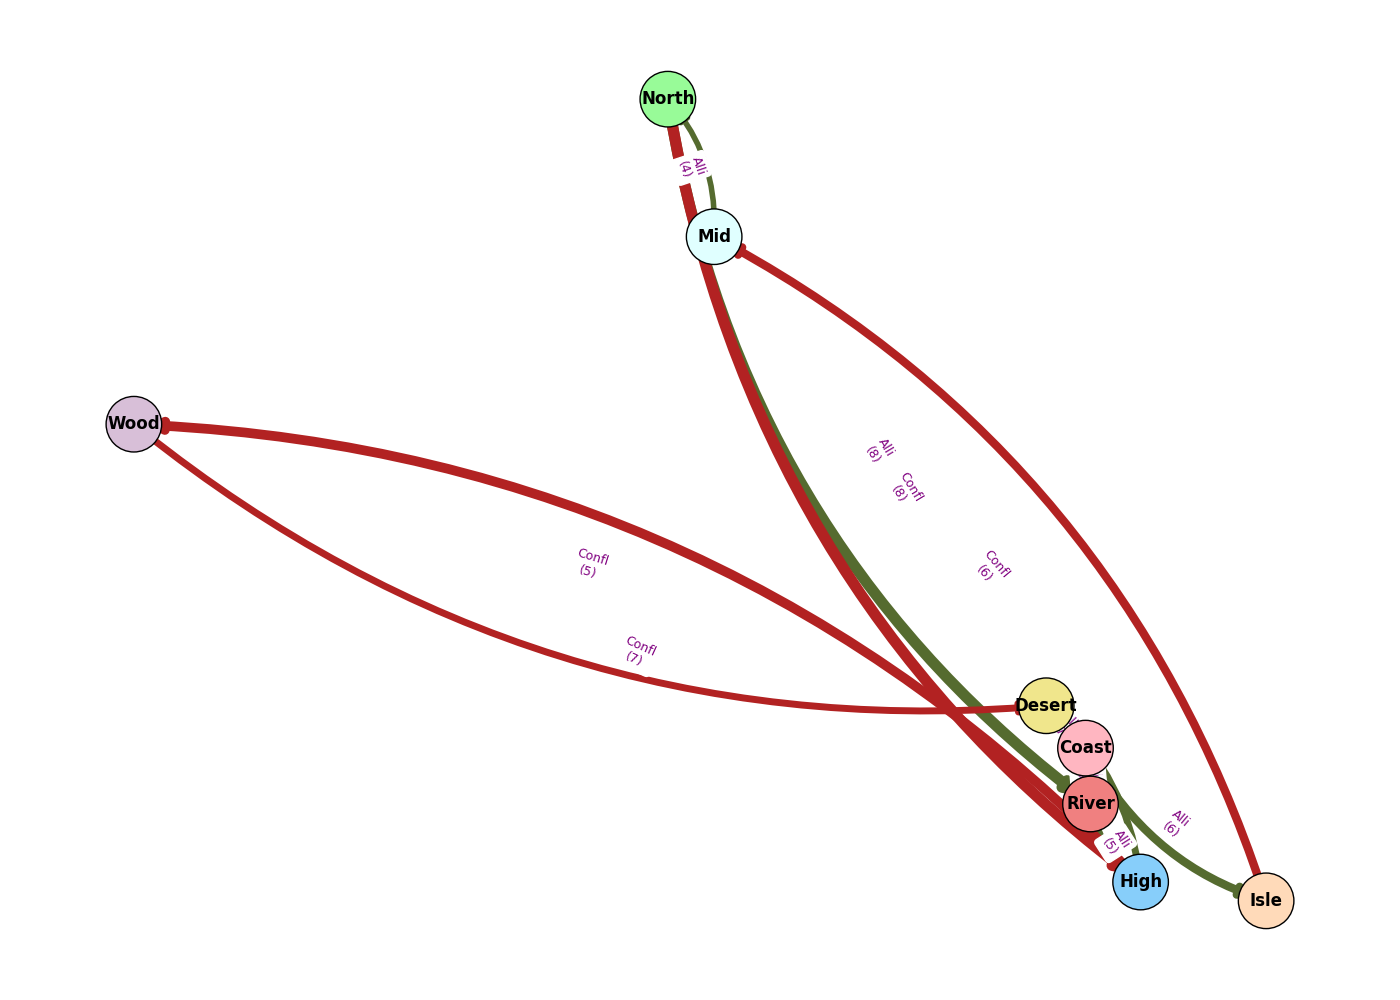 North
Alli
(4)
Mid
Wood
Alli
(8)
Confl
(8)
Confl
(5)
Confl
(6)
Confl
(7)
Desert
Coast
River
Alli
(6)
Alli
(5)
High
Isle